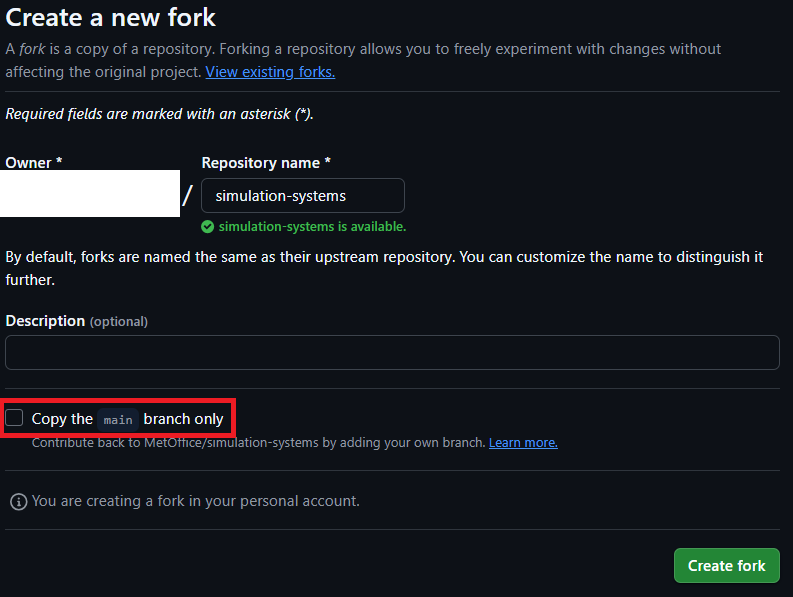 Create a new fork
A fork is a copy of a repository. Forking a repository allows you to freely experiment with changes without
affecting the original project. View existing forks.
Required fields are marked with an asterisk (*).
Owner *
Repository name *
/
simulation-systems
simulation-systems is available.
By default, forks are named the same as their upstream repository. You can customize the name to distinguish it
further.
Description (optional)
Copy the main branch only
Contribute back to MetOffice/simulation-systems by adding your own branch. Learn more.
You are creating a fork in your personal account.
Create fork